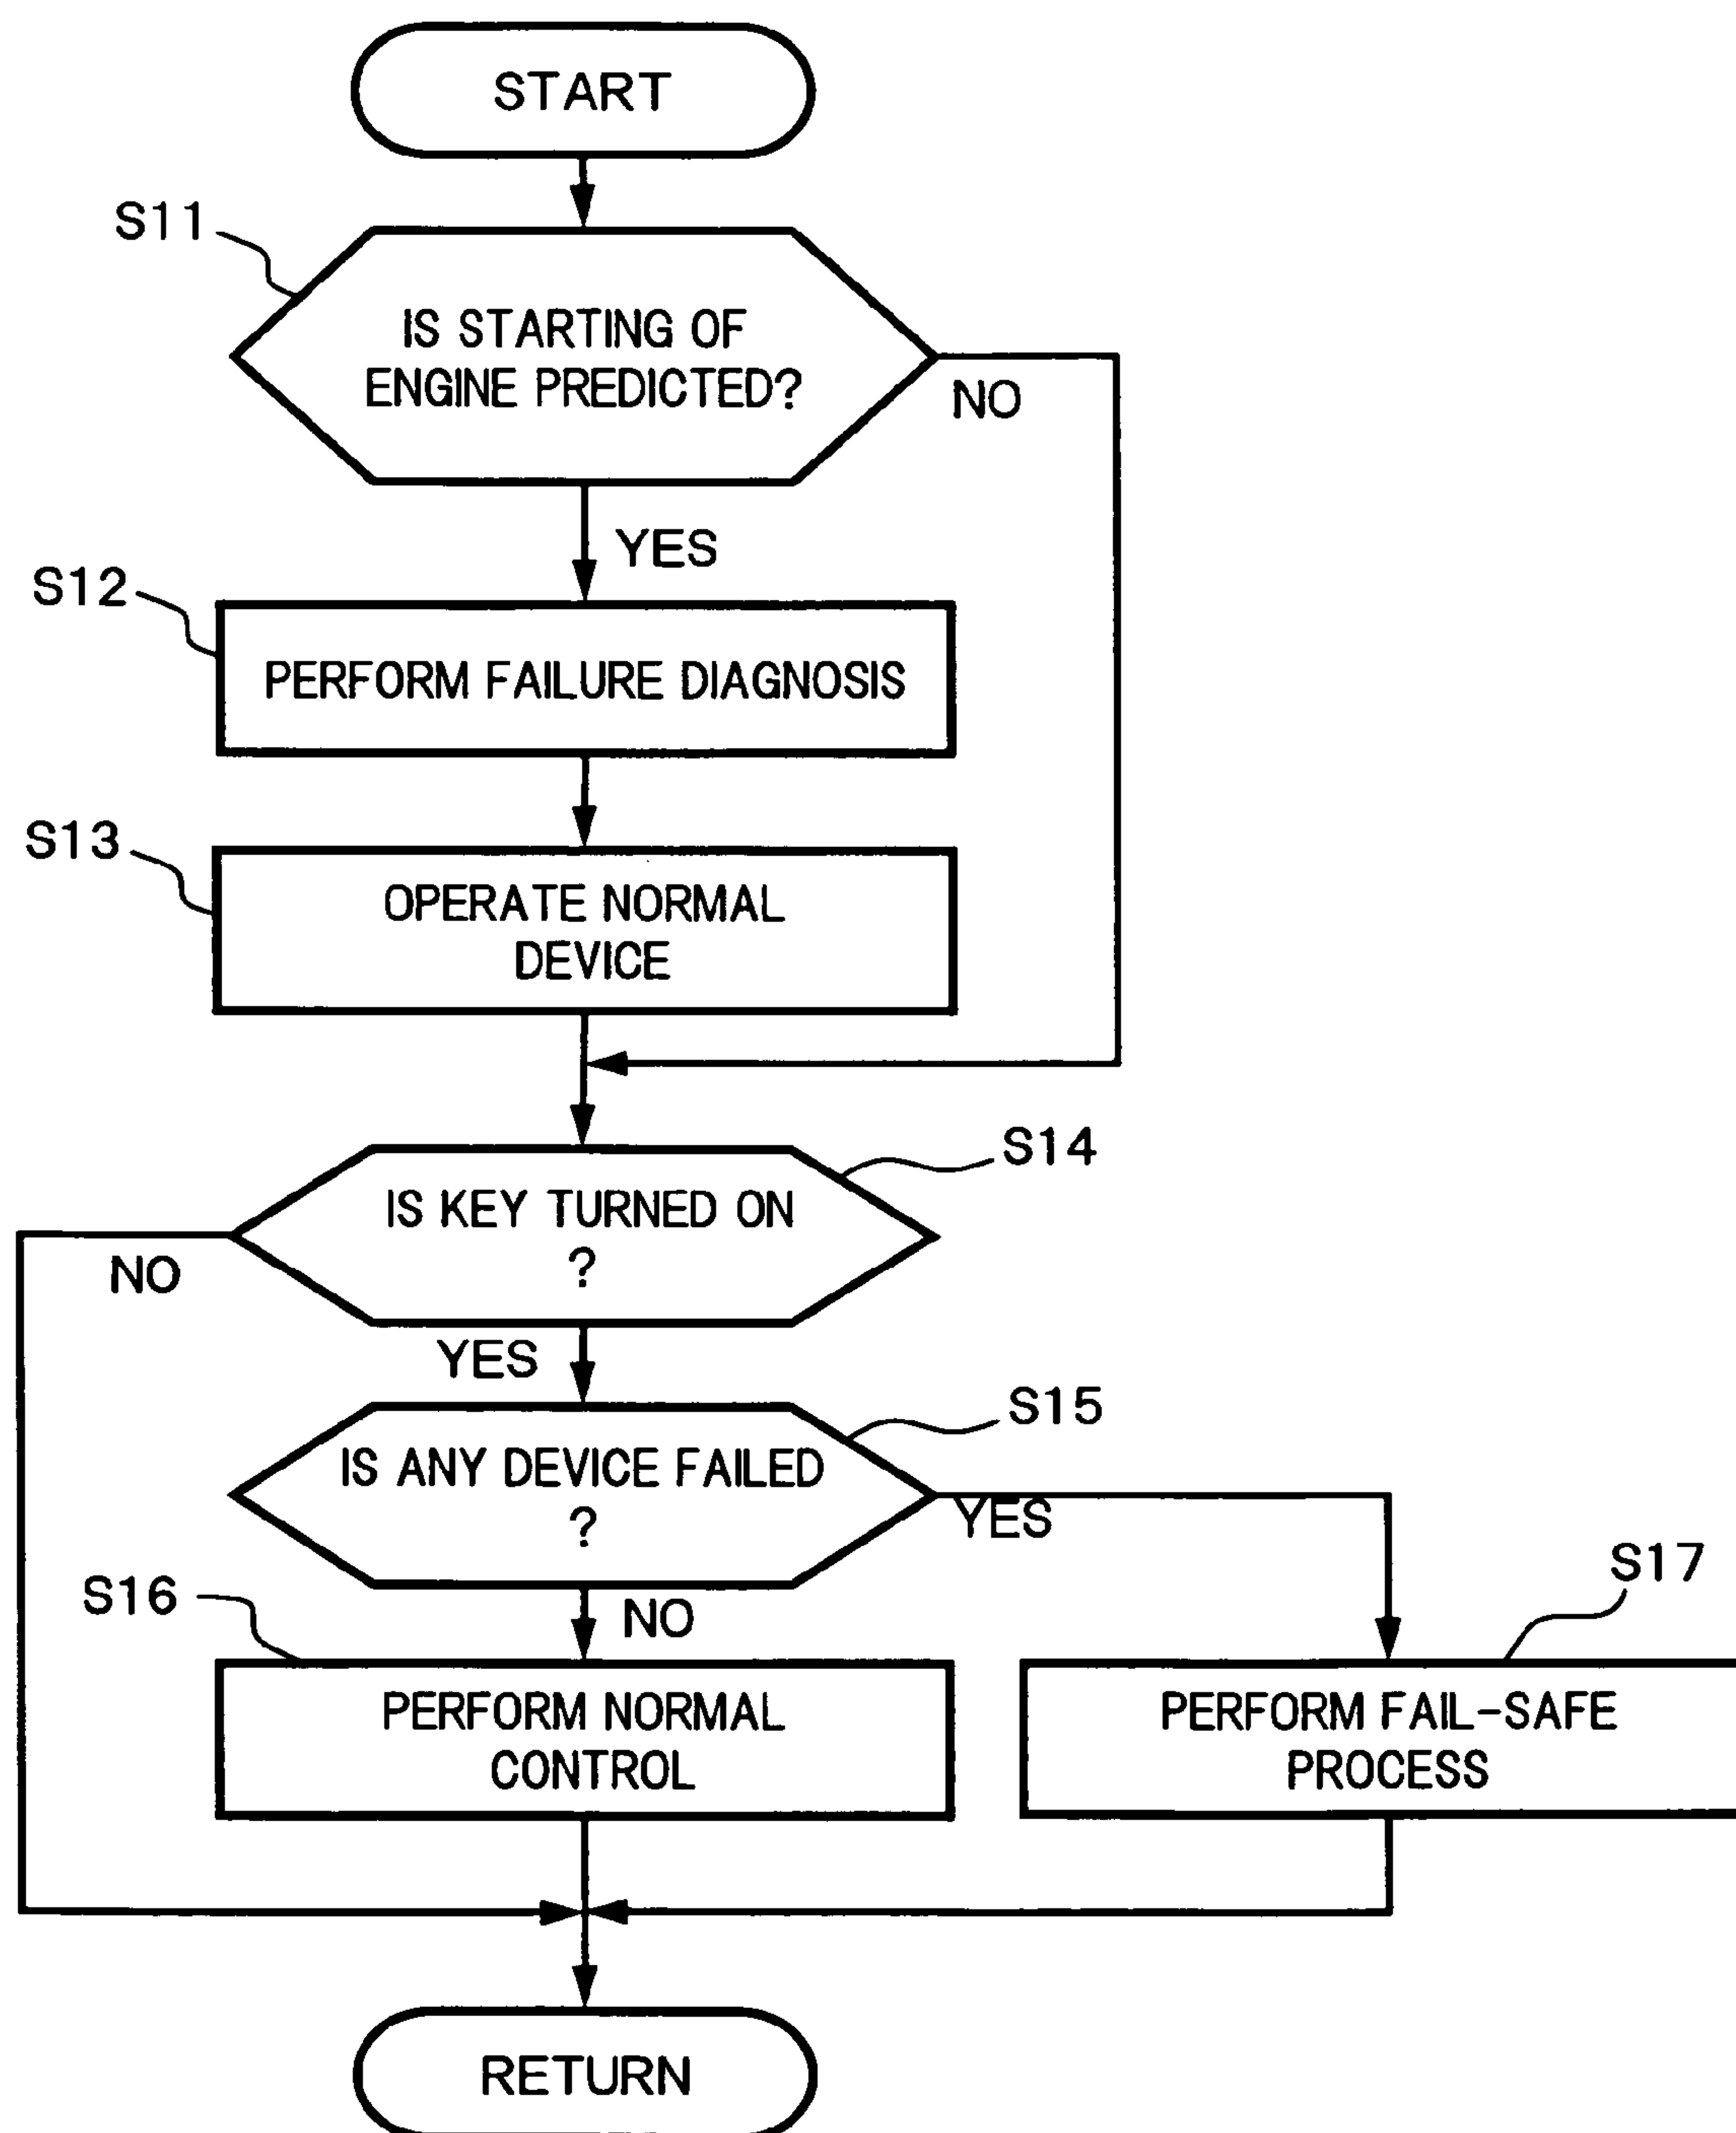 START
S11
IS STARTING OF
ENGINE PREDICTED?
NO
YES
S12
PERFORM FAILURE DIAGNOSIS
S13
OPERATE NORMAL
DEVICE
S14
IS KEY TURNED ON
?
NO
YES
S15
IS ANY DEVICE FAILED
?
YES
S16
NO
S17
PERFORM NORMAL
CONTROL
PERFORM FAIL-SAFE
PROCESS
RETURN